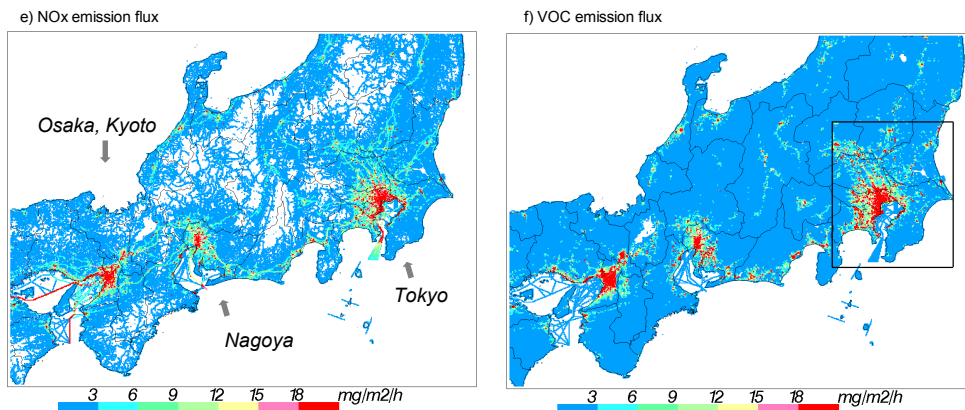 e) NOx emission flux
f) VOC emission flux
Osaka, Kyoto
Tokyo
Nagoya
3 6 9 12 15 18 mg/m2/h
3 6 9 12 15 18 mg/m2/h